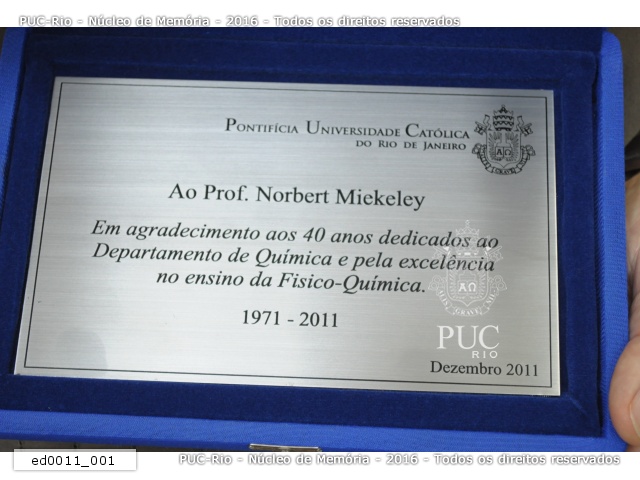 PUC-Rio - Núcleo de Memória - 2016 - Todos os direitos reservados
PONTIFÍCIA UNIVERSIDADE CATÓLICA
DO RIO DE JANEIRO
Ao Prof. Norbert Miekeley
Em agradecimento aos 40 anos dedicados ao
Departamento de Química e pela excelência
no ensino da Fisico-Química.
1971 - 2011
PUC
RIO
Dezembro 2011
ed0011_001
PUC-Rio - Núcleo de Memória - 2016 - Todos os direitos reservados